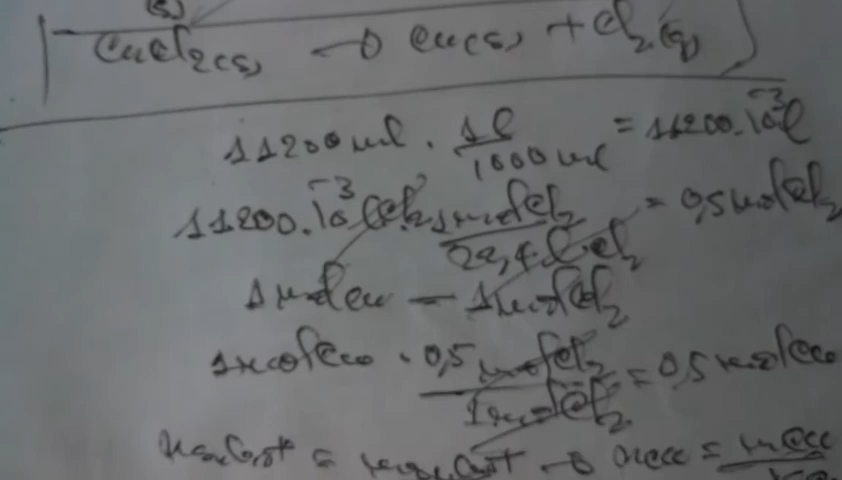 (s)
CuCl2(s) → Cu(s) + Cl2(g)
11200 ml . 1l / 1000 ml = 11200.10^-3 l
11200.10^-3 l Cl2 . 1 mol Cl2 / 22,4 l Cl2 = 0,5 mol Cl2
1 mol Cu — 1 mol Cl2
1 mol Cu . 0,5 mol Cl2 / 1 mol Cl2 = 0,5 mol Cu